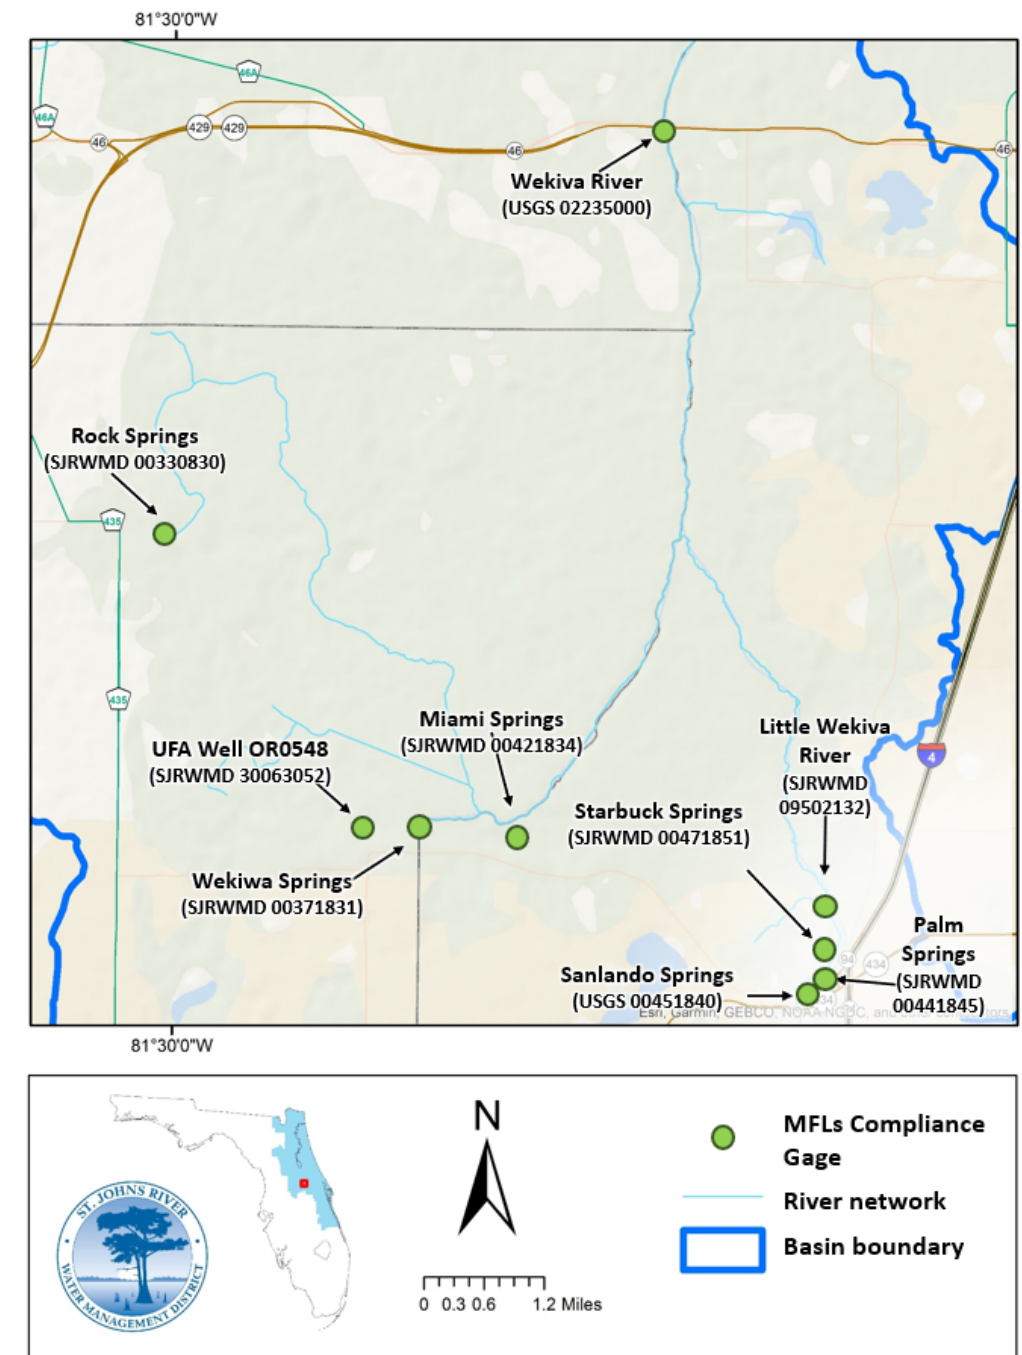 81°30'0"W
46A
46A
429
429
46
46
46
Wekiva River
(USGS 02235000)
Rock Springs
(SJRWMD 00330830)
435
435
Miami Springs
(SJRWMD 00421834)
UFA Well OR0548
(SJRWMD 30063052)
Little Wekiva
River
(SJRWMD
09502132)
4
Starbuck Springs
(SJRWMD 00471851)
Wekiwa Springs
(SJRWMD 00371831)
Palm
Springs
(SJRWMD
00441845)
94
434
Sanlando Springs
(USGS 00451840)
Esri, Garmin, GEBCO, NOAA NGDC, and other contributors
81°30'0"W
ST. JOHNS RIVER
WATER MANAGEMENT DISTRICT
N
0 0.3 0.6 1.2 Miles
MFLs Compliance
Gage
River network
Basin boundary